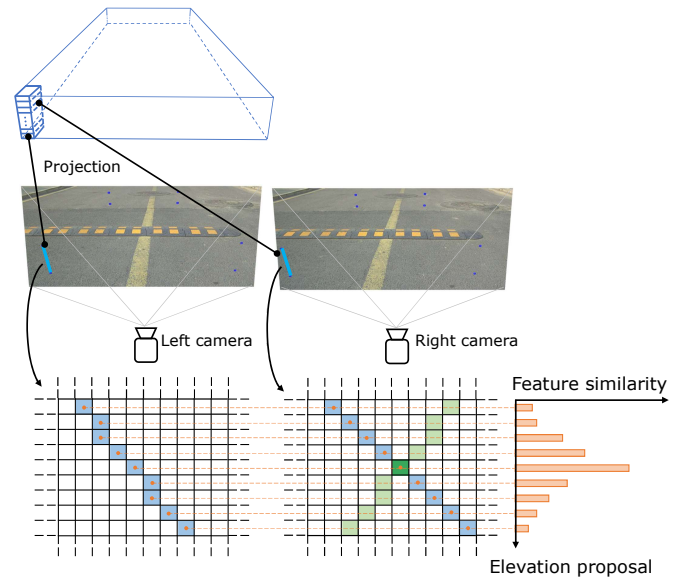 Projection
Left camera
Right camera
Feature similarity
Elevation proposal